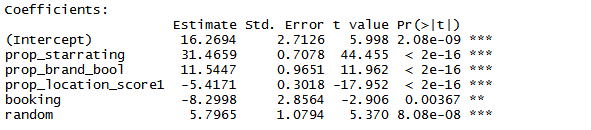 Coefficients:
                     Estimate Std. Error t value Pr(>|t|)
(Intercept)           16.2694     2.7126   5.998 2.08e-09 ***
prop_starrating       31.4659     0.7078  44.455  < 2e-16 ***
prop_brand_bool       11.5447     0.9651  11.962  < 2e-16 ***
prop_location_score1  -5.4171     0.3018 -17.952  < 2e-16 ***
booking               -8.2998     2.8564  -2.906  0.00367 **
random                 5.7965     1.0794   5.370 8.08e-08 ***